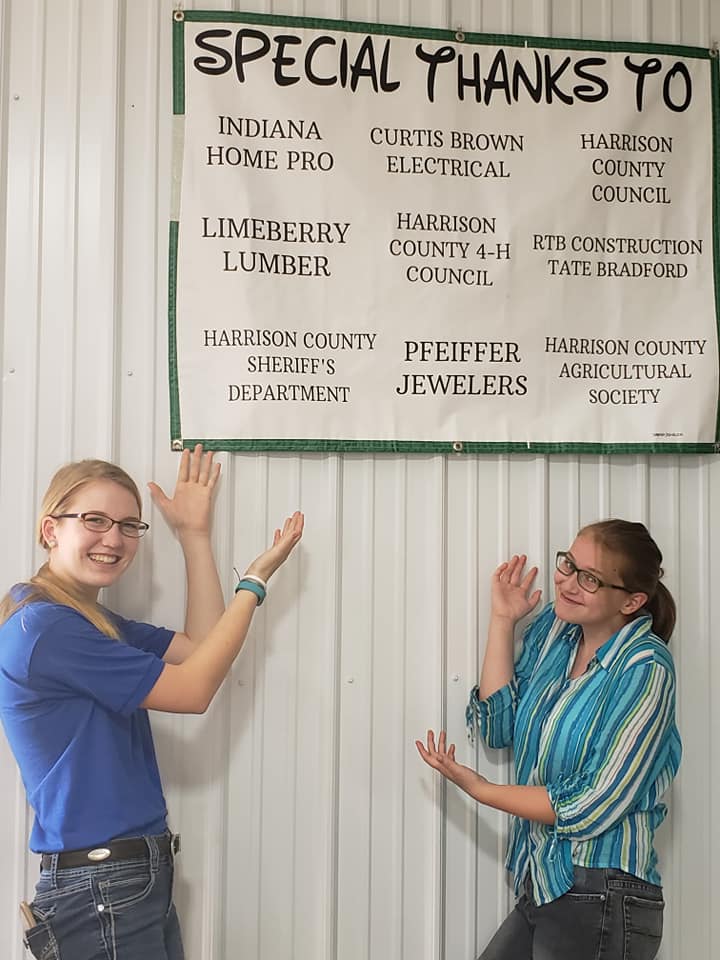 SPECIAL THANKS TO
INDIANA
HOME PRO
CURTIS BROWN
ELECTRICAL
HARRISON
COUNTY
COUNCIL
LIMEBERRY
LUMBER
HARRISON
COUNTY 4-H
COUNCIL
RTB CONSTRUCTION
TATE BRADFORD
HARRISON COUNTY
SHERIFF'S
DEPARTMENT
PFEIFFER
JEWELERS
HARRISON COUNTY
AGRICULTURAL
SOCIETY